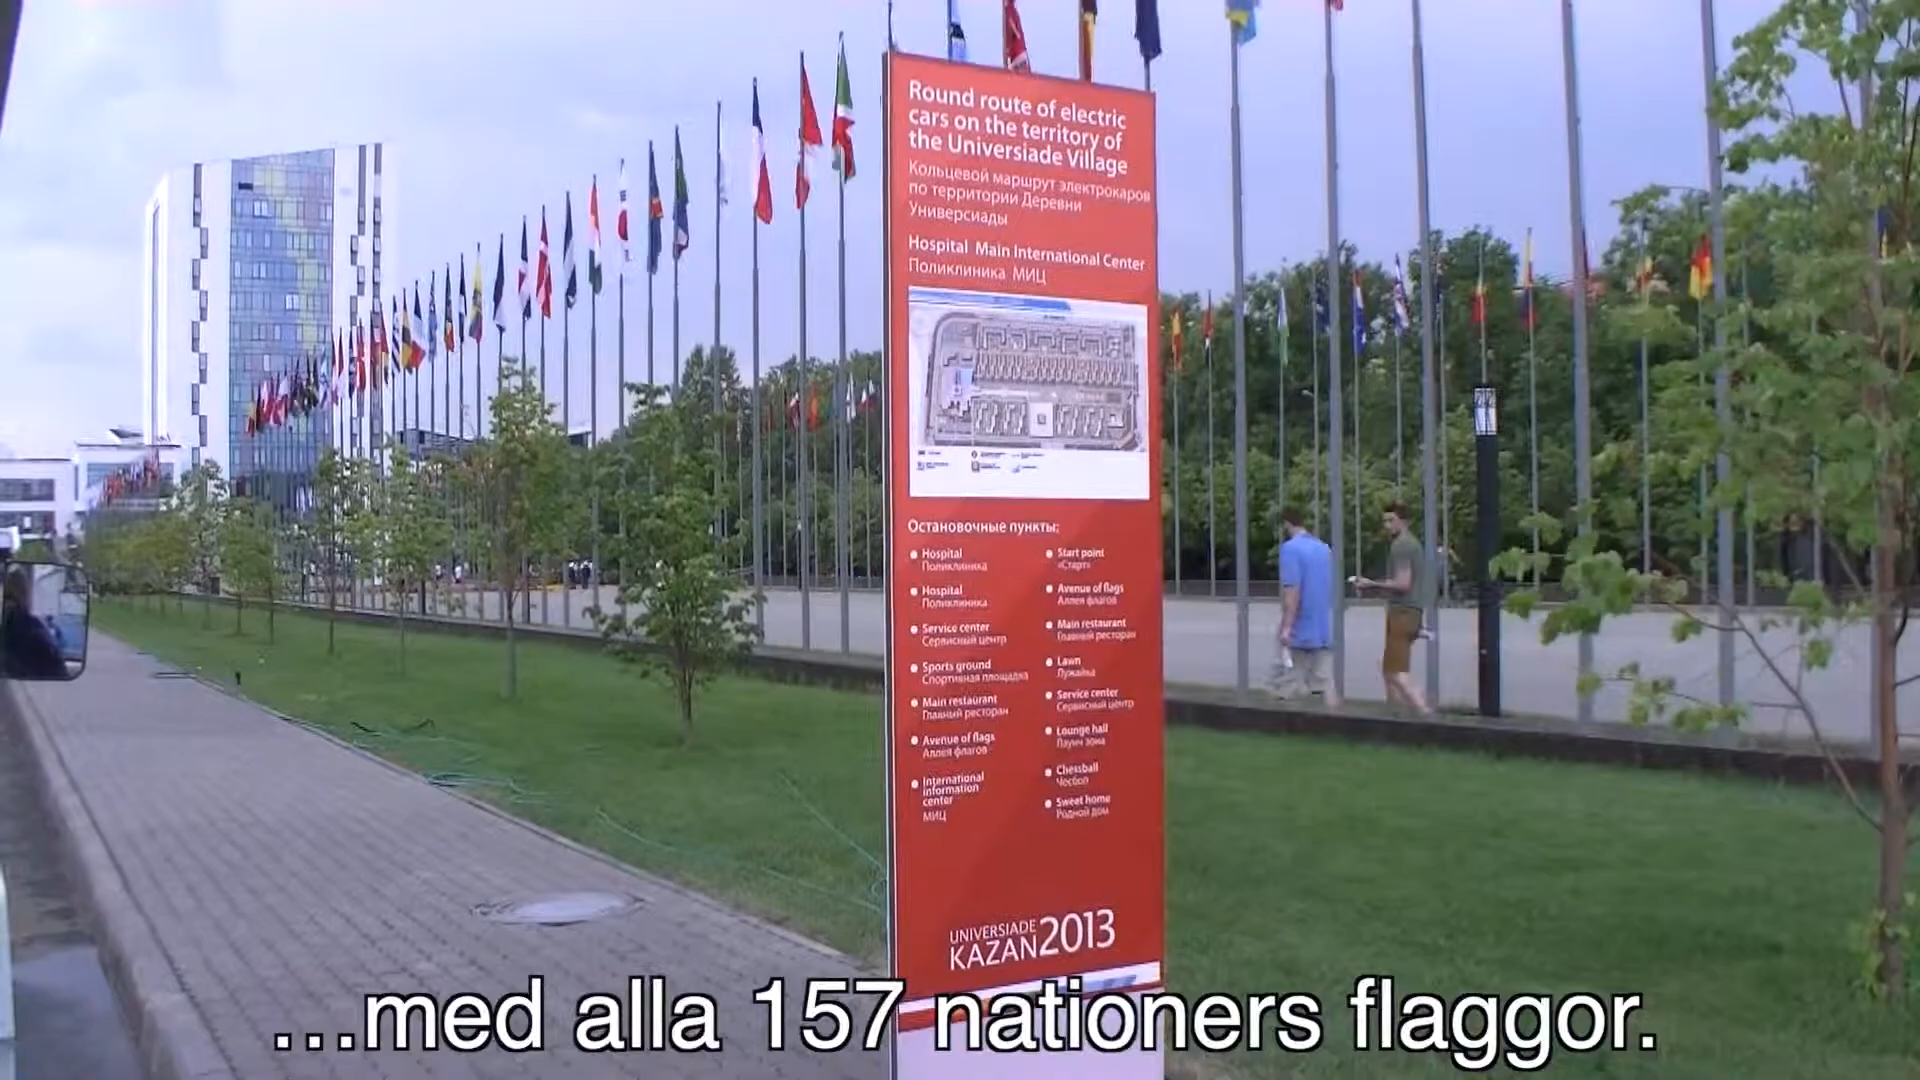 Round route of electric
cars on the territory of
the Universiade Village
Кольцевой маршрут электрокаров
по территории Деревни
Универсиады
Hospital Main International Center
Поликлиника МИЦ
Остановочные пункты:
Hospital
Поликлиника
Hospital
Поликлиника
Service center
Сервисный центр
Sports ground
Спортивная площадка
Main restaurant
Главный ресторан
Avenue of flags
Аллея флагов
International
information
center
МИЦ
Start point
«Старт»
Avenue of flags
Аллея флагов
Main restaurant
Главный ресторан
Lawn
Лужайка
Service center
Сервисный центр
Lounge hall
Лаунч зона
Chessball
Чесбол
Sweet home
Родной дом
UNIVERSIADE
KAZAN 2013
...med alla 157 nationers flaggor.